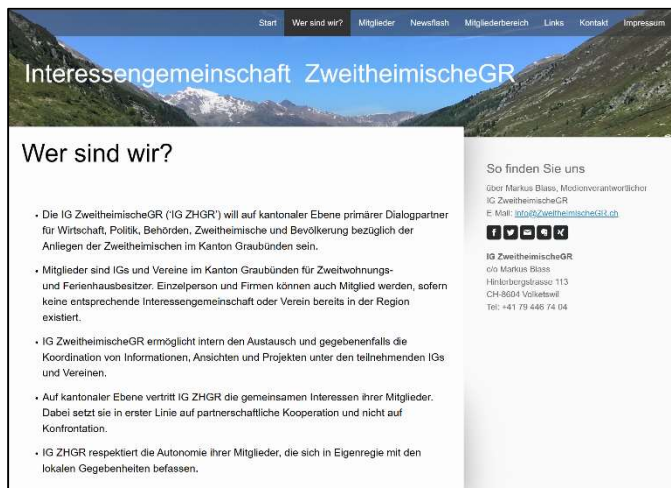 Start Wer sind wir? Mitglieder Newsflash Mitgliederbereich Links Kontakt Impressum
Interessengemeinschaft ZweitheimischeGR
Wer sind wir?
• Die IG ZweitheimischeGR ('IG ZHGR') will auf kantonaler Ebene primärer Dialogpartner
für Wirtschaft, Politik, Behörden, Zweitheimische und Bevölkerung bezüglich der
Anliegen der Zweitheimischen im Kanton Graubünden sein.
• Mitglieder sind IGs und Vereine im Kanton Graubünden für Zweitwohnungs-
und Ferienhausbesitzer. Einzelperson und Firmen können auch Mitglied werden, sofern
keine entsprechende Interessengemeinschaft oder Verein bereits in der Region
existiert.
• IG ZweitheimischeGR ermöglicht intern den Austausch und gegebenenfalls die
Koordination von Informationen, Ansichten und Projekten unter den teilnehmenden IGs
und Vereinen.
• Auf kantonaler Ebene vertritt IG ZHGR die gemeinsamen Interessen ihrer Mitglieder.
Dabei setzt sie in erster Linie auf partnerschaftliche Kooperation und nicht auf
Konfrontation.
• IG ZHGR respektiert die Autonomie ihrer Mitglieder, die sich in Eigenregie mit den
lokalen Gegebenheiten befassen.
So finden Sie uns
über Markus Blass, Medienverantwortlicher
IG ZweitheimischeGR
E-Mail: Info@ZweitheimischeGR.ch
IG ZweitheimischeGR
c/o Markus Blass
Hinterbergstrasse 113
CH-8604 Volketswil
Tel: +41 79 446 74 04